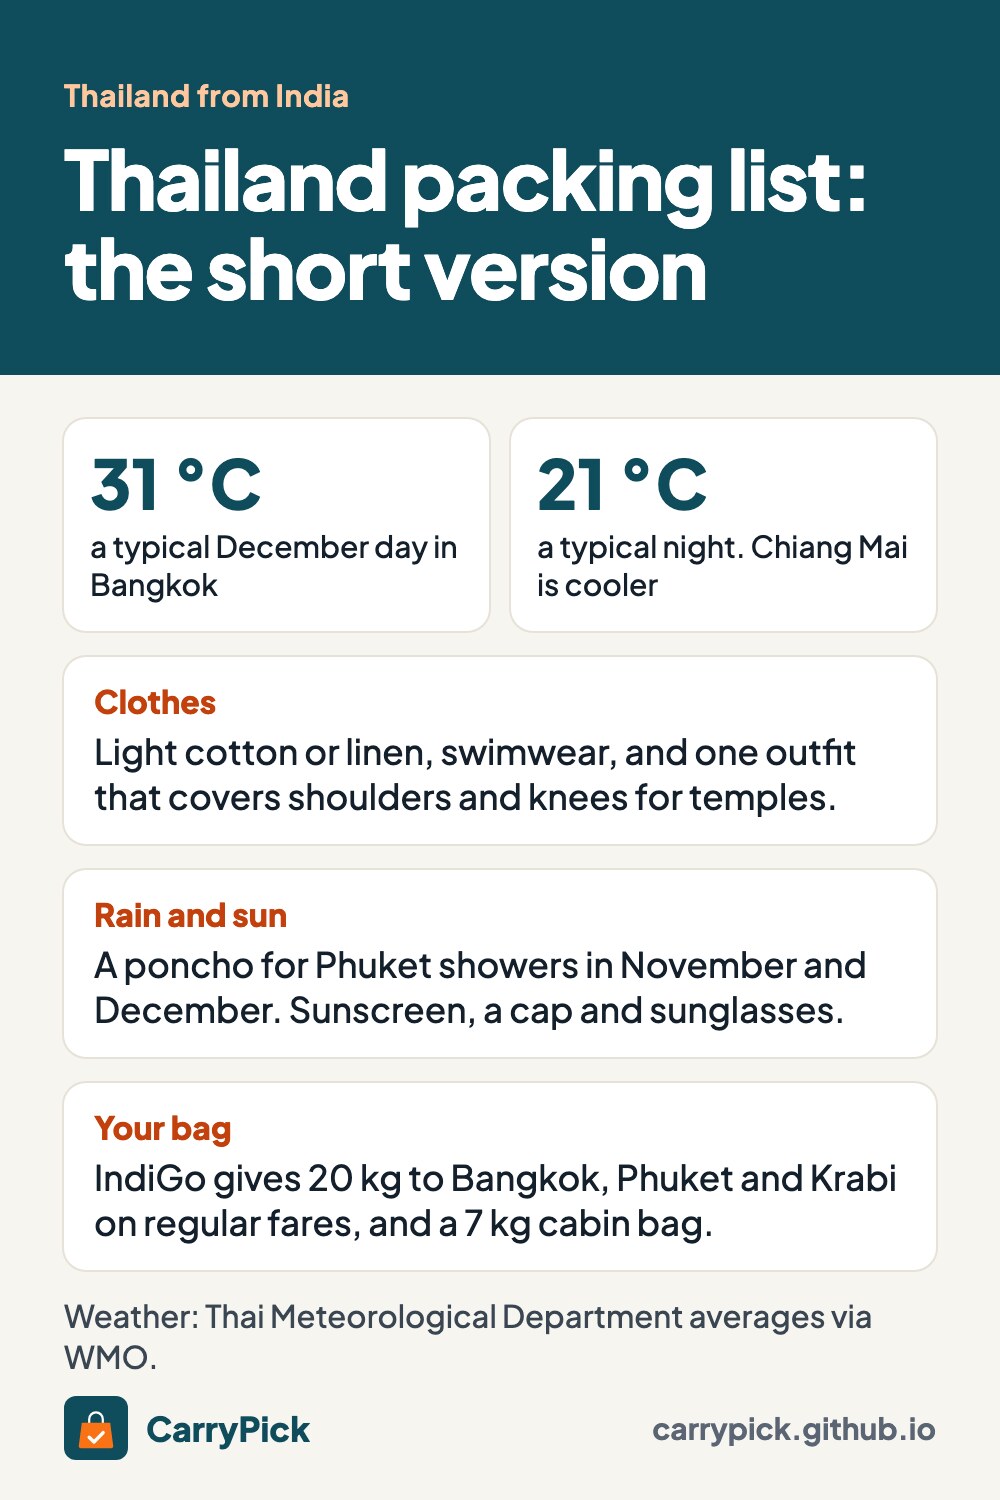 Thailand from India
Thailand packing list:
the short version
31 °C
a typical December day in
Bangkok
21 °C
a typical night. Chiang Mai
is cooler
Clothes
Light cotton or linen, swimwear, and one outfit
that covers shoulders and knees for temples.
Rain and sun
A poncho for Phuket showers in November and
December. Sunscreen, a cap and sunglasses.
Your bag
IndiGo gives 20 kg to Bangkok, Phuket and Krabi
on regular fares, and a 7 kg cabin bag.
Weather: Thai Meteorological Department averages via
WMO.
CarryPick
carrypick.github.io